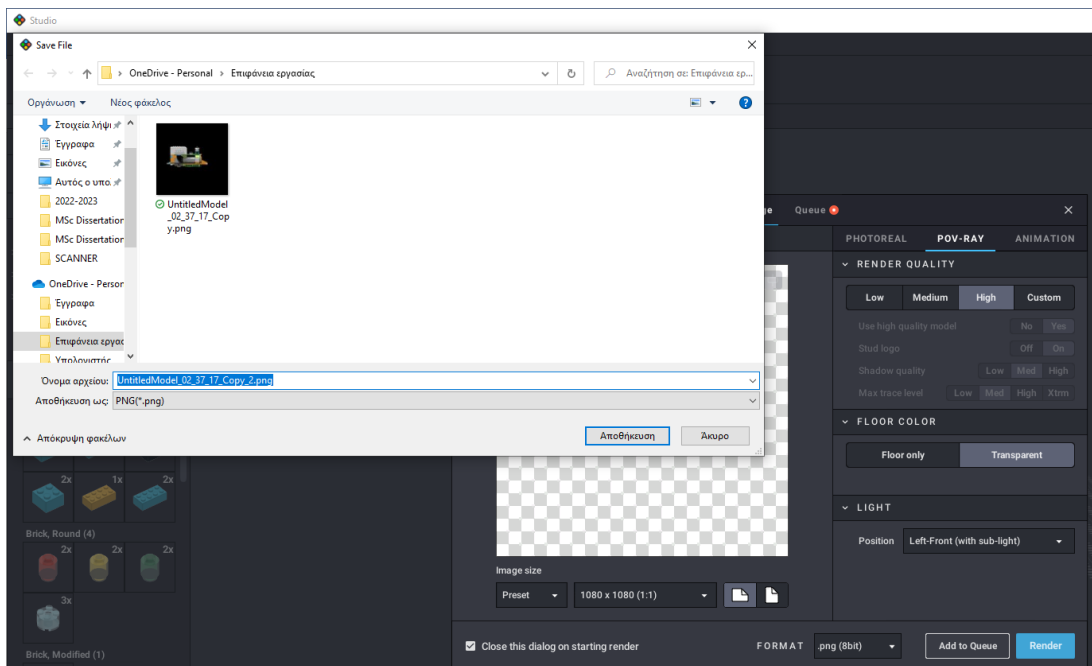 Studio
Save File
OneDrive - Personal > Επιφάνεια εργασίας
Αναζήτηση σε: Επιφάνεια ερ...
Οργάνωση
Νέος φάκελος
Στοιχεία λήψι
Έγγραφα
Εικόνες
Αυτός ο υπο.
2022-2023
MSc Dissertation
MSc Dissertation
SCANNER
OneDrive - Person
Έγγραφα
Εικόνες
Επιφάνεια εργασ
Υπολογιστής
UntitledModel
_02_37_17_Cop
y.png
Όνομα αρχείου: UntitledModel_02_37_17_Copy_2.png
Αποθήκευση ως: PNG(*.png)
Απόκρυψη φακέλων
Αποθήκευση
Άκυρο
Queue
PHOTOREAL POV-RAY ANIMATION
RENDER QUALITY
Low Medium High Custom
Use high quality model No Yes
Stud logo Off On
Shadow quality Low Med High
Max trace level Low Med High Xtrm
FLOOR COLOR
Floor only Transparent
LIGHT
Position Left-Front (with sub-light)
2x 1x 2x
Brick, Round (4)
2x 2x 2x
3x
Brick, Modified (1)
Image size
Preset 1080 x 1080 (1:1)
Close this dialog on starting render
FORMAT .png (8bit) Add to Queue Render